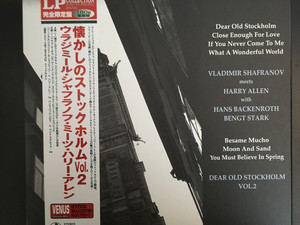 LP
COLLECTION
完全限定盤
懐かしのストックホルムVol.2
ウラジミール・シャフラノフ・ミーツ・ハリー・アレン
VENUS
Dear Old Stockholm
Close Enough For Love
If You Never Come To Me
What A Wonderful World
VLADIMIR SHAFRANOV
meets
HARRY ALLEN
with
HANS BACKENROTH
BENGT STARK
Besame Mucho
Moon And Sand
You Must Believe In Spring
DEAR OLD STOCKHOLM
VOL.2